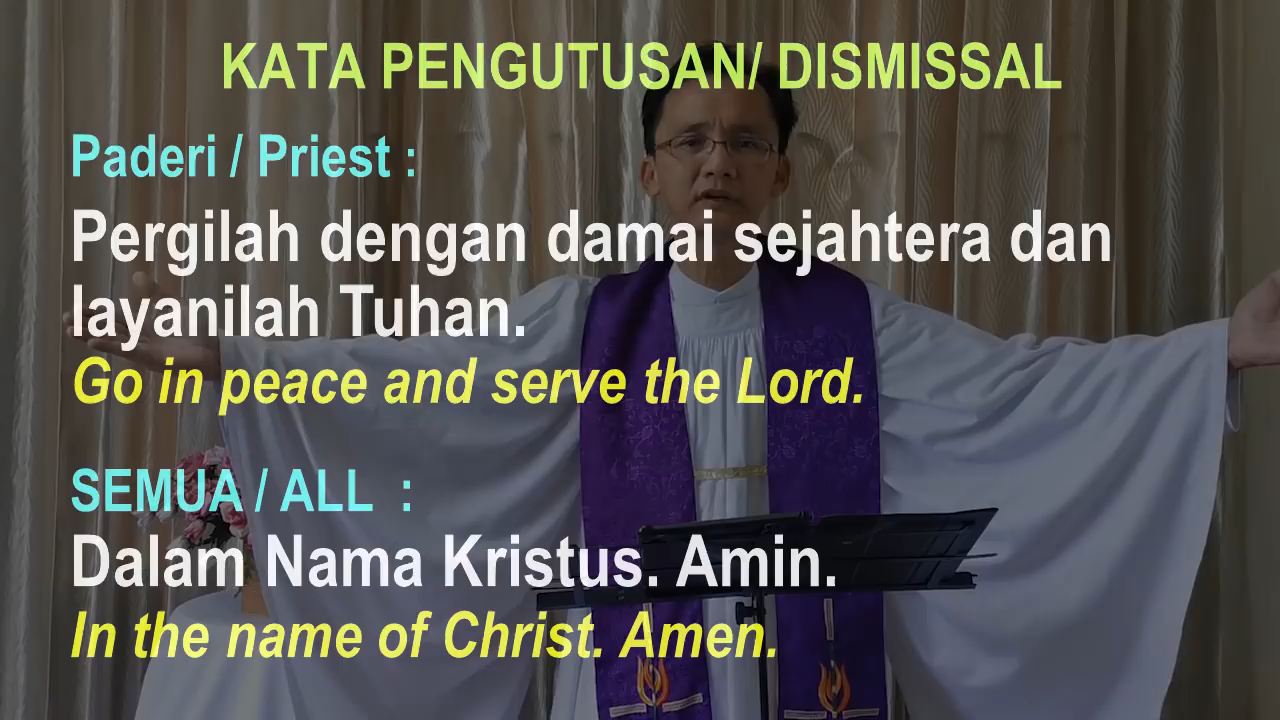 KATA PENGUTUSAN/ DISMISSAL
Paderi / Priest :
Pergilah dengan damai sejahtera dan
layanilah Tuhan.
Go in peace and serve the Lord.
SEMUA / ALL :
Dalam Nama Kristus. Amin.
In the name of Christ. Amen.